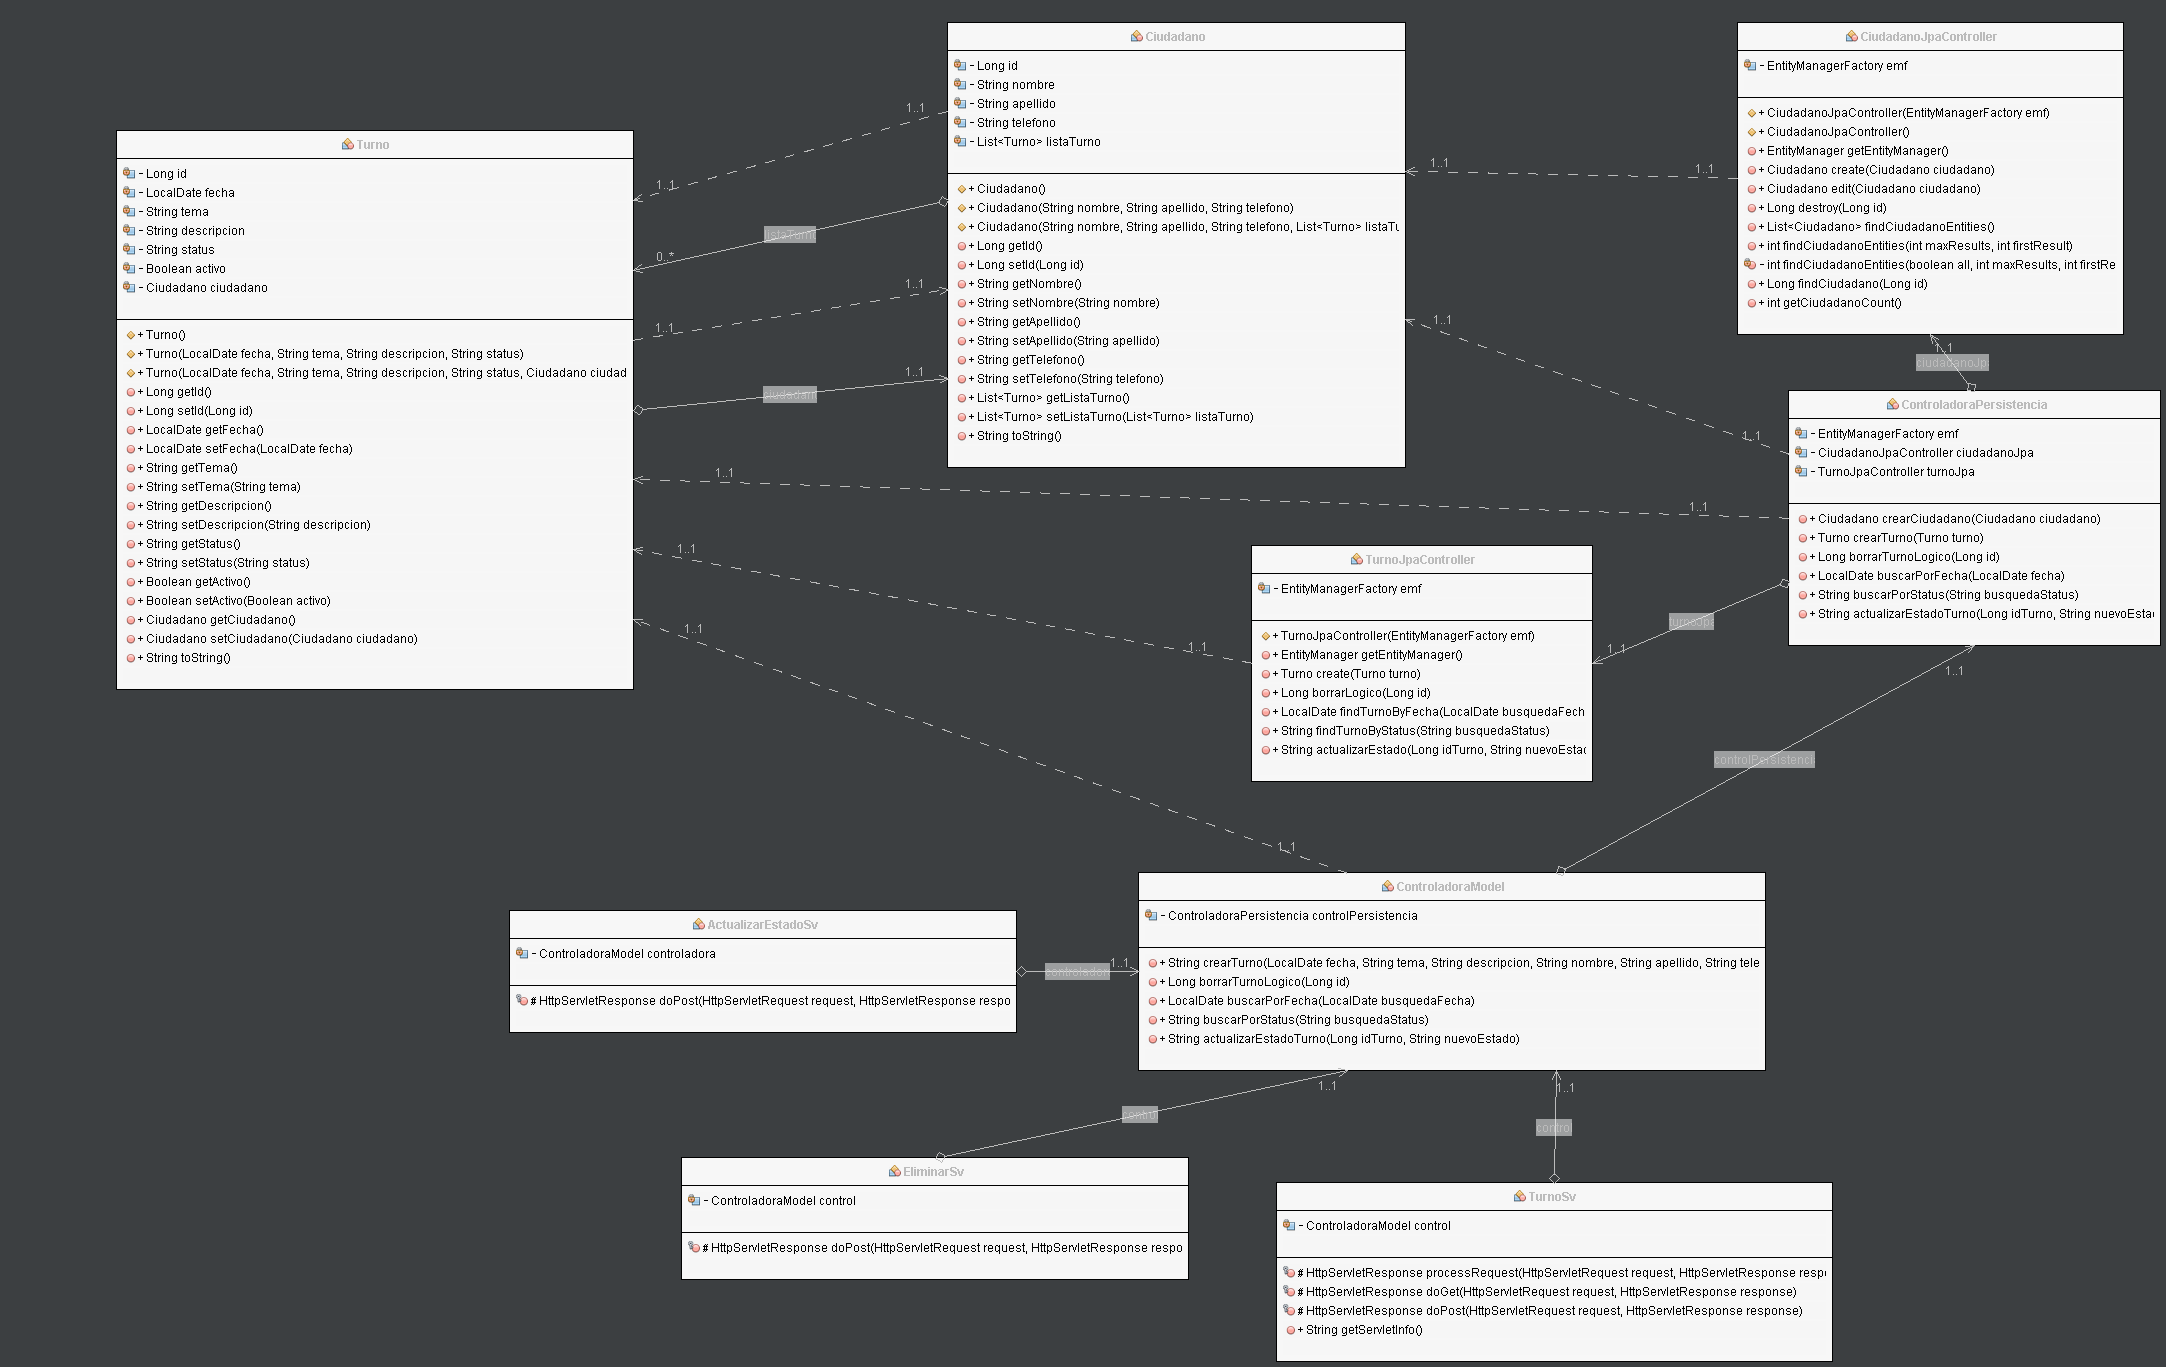 Turno
- Long id
- LocalDate fecha
- String tema
- String descripcion
- String status
- Boolean activo
- Ciudadano ciudadano
+ Turno()
+ Turno(LocalDate fecha, String tema, String descripcion, String status)
+ Turno(LocalDate fecha, String tema, String descripcion, String status, Ciudadano ciudad
+ Long getId()
+ Long setId(Long id)
+ LocalDate getFecha()
+ LocalDate setFecha(LocalDate fecha)
+ String getTema()
+ String setTema(String tema)
+ String getDescripcion()
+ String setDescripcion(String descripcion)
+ String getStatus()
+ String setStatus(String status)
+ Boolean getActivo()
+ Boolean setActivo(Boolean activo)
+ Ciudadano getCiudadano()
+ Ciudadano setCiudadano(Ciudadano ciudadano)
+ String toString()
1..1
1..1
listaTurn
0..*
1..1
1..1
1..1
ciudadan
Ciudadano
- Long id
- String nombre
- String apellido
- String telefono
- List<Turno> listaTurno
+ Ciudadano()
+ Ciudadano(String nombre, String apellido, String telefono)
+ Ciudadano(String nombre, String apellido, String telefono, List<Turno> listaTu
+ Long getId()
+ Long setId(Long id)
+ String getNombre()
+ String setNombre(String nombre)
+ String getApellido()
+ String setApellido(String apellido)
+ String getTelefono()
+ String setTelefono(String telefono)
+ List<Turno> getListaTurno()
+ List<Turno> setListaTurno(List<Turno> listaTurno)
+ String toString()
1..1
1..1
1..1
1..1
CiudadanoJpaController
- EntityManagerFactory emf
+ CiudadanoJpaController(EntityManagerFactory emf)
+ CiudadanoJpaController()
+ EntityManager getEntityManager()
+ Ciudadano create(Ciudadano ciudadano)
+ Ciudadano edit(Ciudadano ciudadano)
+ Long destroy(Long id)
+ List<Ciudadano> findCiudadanoEntities()
+ int findCiudadanoEntities(int maxResults, int firstResult)
- int findCiudadanoEntities(boolean all, int maxResults, int firstRe
+ Long findCiudadano(Long id)
+ int getCiudadanoCount()
1..1
ciudadanoJp
ControladoraPersistencia
- EntityManagerFactory emf
- CiudadanoJpaController ciudadanoJpa
- TurnoJpaController turnoJpa
+ Ciudadano crearCiudadano(Ciudadano ciudadano)
+ Turno crearTurno(Turno turno)
+ Long borrarTurnoLogico(Long id)
+ LocalDate buscarPorFecha(LocalDate fecha)
+ String buscarPorStatus(String busquedaStatus)
+ String actualizarEstadoTurno(Long idTurno, String nuevoEsta
1..1
1..1
1..1
1..1
TurnoJpaController
- EntityManagerFactory emf
+ TurnoJpaController(EntityManagerFactory emf)
+ EntityManager getEntityManager()
+ Turno create(Turno turno)
+ Long borrarLogico(Long id)
+ LocalDate findTurnoByFecha(LocalDate busquedaFech
+ String findTurnoByStatus(String busquedaStatus)
+ String actualizarEstado(Long idTurno, String nuevoEstad
turnoJpa
1..1
1..1
1..1
1..1
controlPersistenci
ControladoraModel
- ControladoraPersistencia controlPersistencia
+ String crearTurno(LocalDate fecha, String tema, String descripcion, String nombre, String apellido, String tele
+ Long borrarTurnoLogico(Long id)
+ LocalDate buscarPorFecha(LocalDate busquedaFecha)
+ String buscarPorStatus(String busquedaStatus)
+ String actualizarEstadoTurno(Long idTurno, String nuevoEstado)
ActualizarEstadoSv
- ControladoraModel controladora
# HttpServletResponse doPost(HttpServletRequest request, HttpServletResponse respo
controlador
1..1
1..1
contro
1..1
control
EliminarSv
- ControladoraModel control
# HttpServletResponse doPost(HttpServletRequest request, HttpServletResponse respo
TurnoSv
- ControladoraModel control
# HttpServletResponse processRequest(HttpServletRequest request, HttpServletResponse resp
# HttpServletResponse doGet(HttpServletRequest request, HttpServletResponse response)
# HttpServletResponse doPost(HttpServletRequest request, HttpServletResponse response)
+ String getServletInfo()